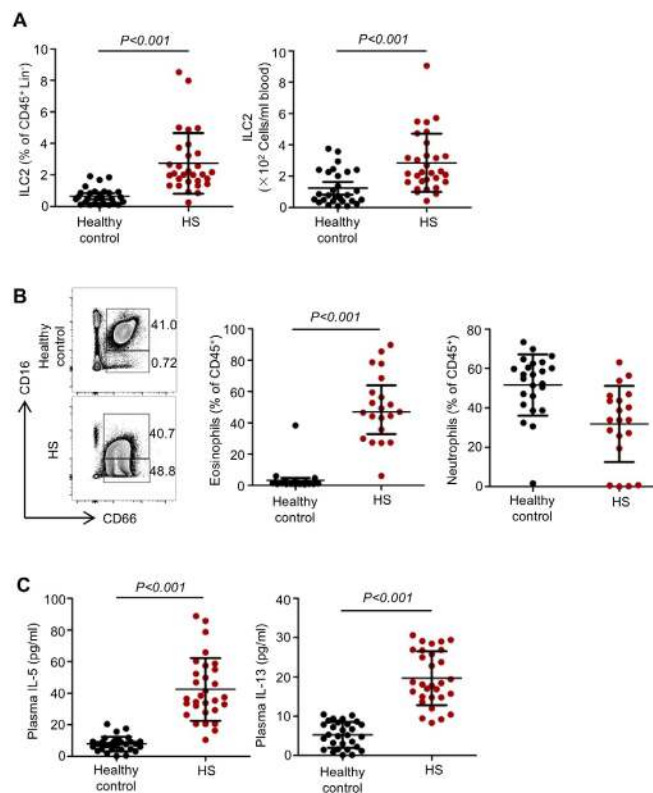 A
P<0.001
ILC2 (% of CD45⁺ Lin⁻)
10
8
6
4
2
0
Healthy
control
HS
P<0.001
ILC2
(×10² Cells/ml blood)
10
8
6
4
2
0
Healthy
control
HS
B
Healthy
control
41.0
0.72
CD16
HS
40.7
48.8
CD66
P<0.001
Eosinophils (% of CD45⁺)
100
80
60
40
20
0
Healthy
control
HS
Neutrophils (% of CD45⁺)
80
60
40
20
0
Healthy
control
HS
C
P<0.001
Plasma IL-5 (pg/ml)
100
80
60
40
20
0
Healthy
control
HS
P<0.001
Plasma IL-13 (pg/ml)
40
30
20
10
0
Healthy
control
HS